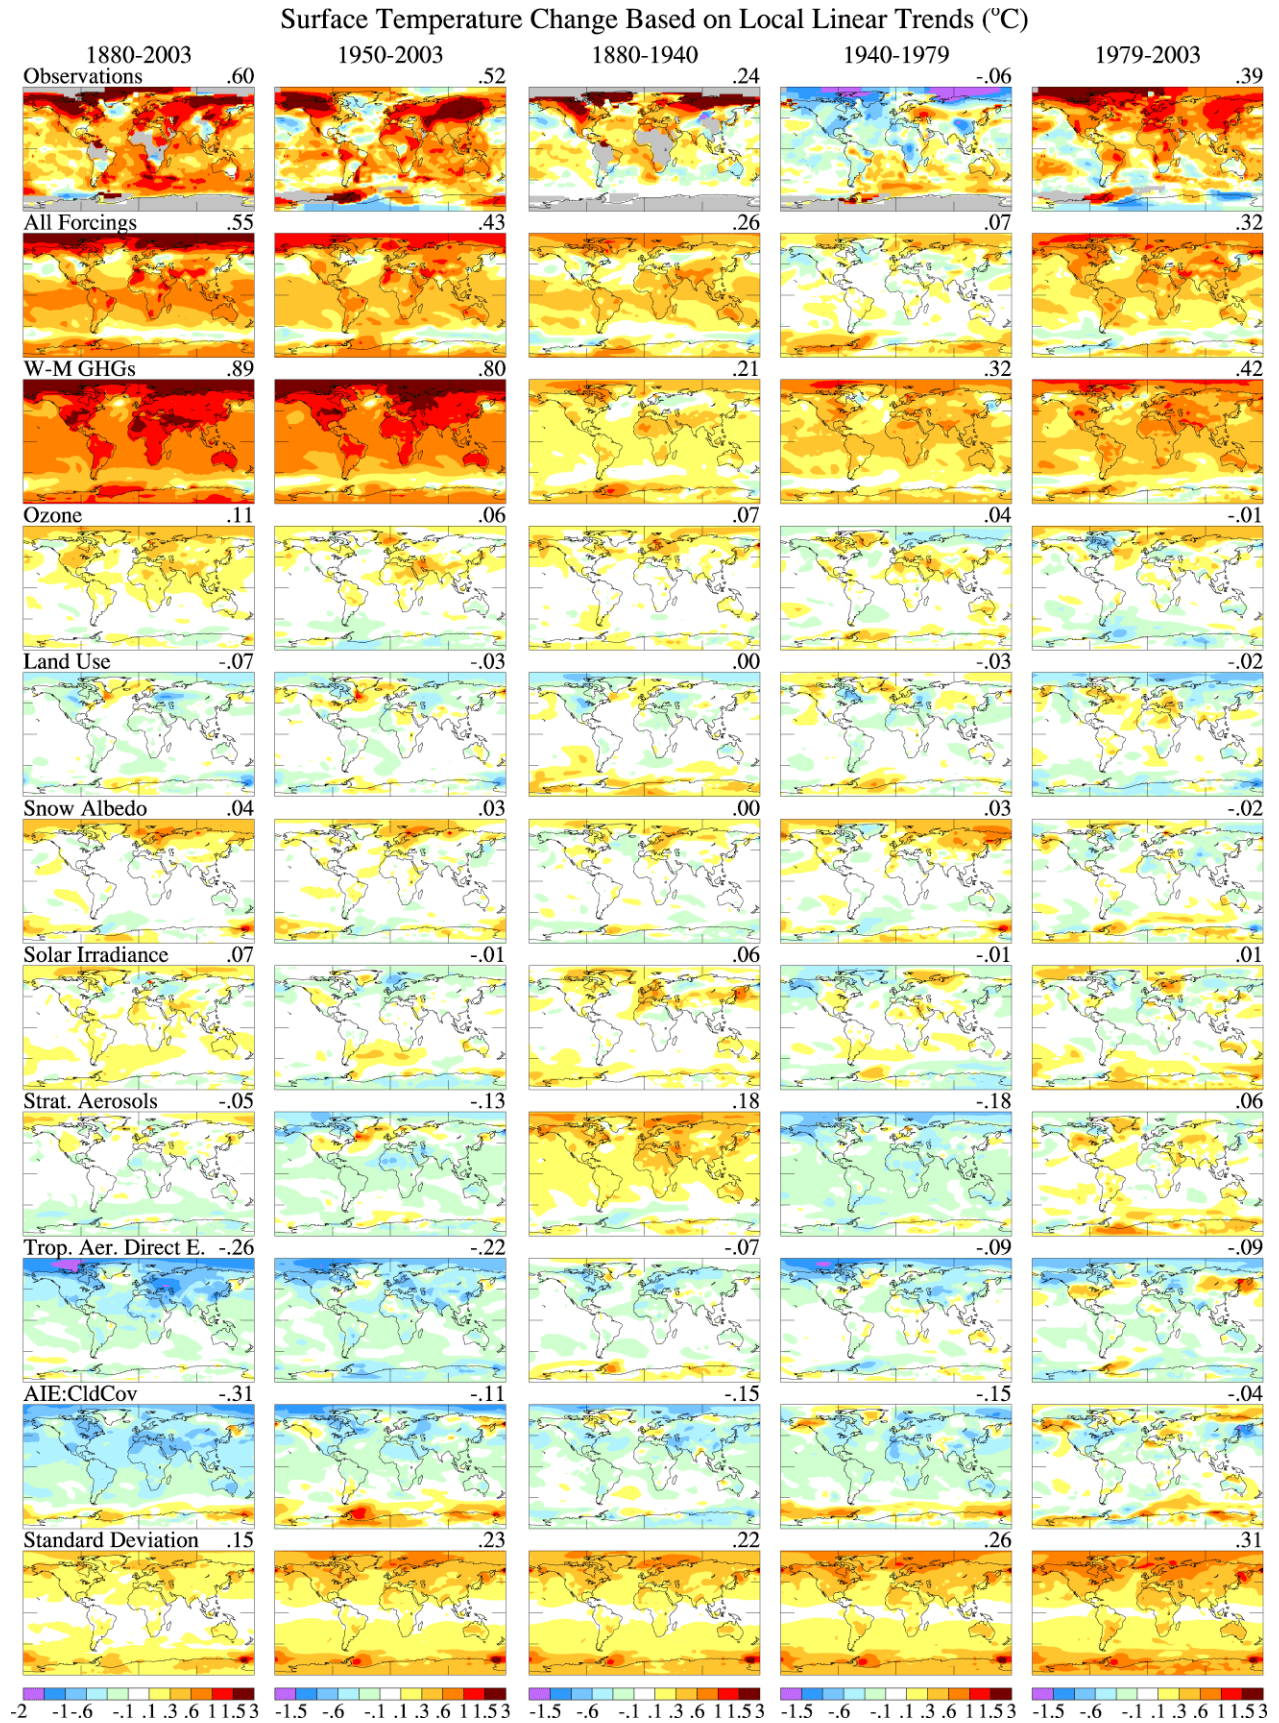 Surface Temperature Change Based on Local Linear Trends (°C)
1880-2003 1950-2003 1880-1940 1940-1979 1979-2003
Observations .60 .52 .24 -.06 .39
All Forcings .55 .43 .26 .07 .32
W-M GHGs .89 .80 .21 .32 .42
Ozone .11 .06 .07 .04 -.01
Land Use -.07 -.03 .00 -.03 -.02
Snow Albedo .04 .03 .00 .03 -.02
Solar Irradiance .07 -.01 .06 -.01 .01
Strat. Aerosols -.05 -.13 .18 -.18 .06
Trop. Aer. Direct E. -.26 -.22 -.07 -.09 -.09
AIE:CldCov -.31 -.11 -.15 -.15 -.04
Standard Deviation .15 .23 .22 .26 .31
-2 -1 -.6 -.1 .1 .3 .6 1 1.5 3 -1.5 -.6 -.1 .1 .3 .6 1 1.5 3 -1.5 -.6 -.1 .1 .3 .6 1 1.5 3 -1.5 -.6 -.1 .1 .3 .6 1 1.5 3 -1.5 -.6 -.1 .1 .3 .6 1 1.5 3